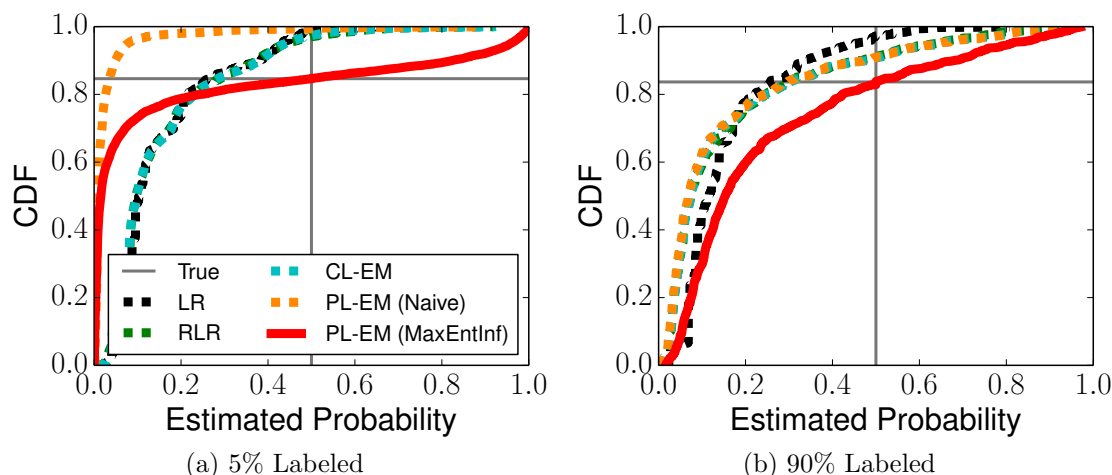 1.0
0.8
0.6
0.4
0.2
0.0
CDF
True
LR
RLR
CL-EM
PL-EM (Naive)
PL-EM (MaxEntInf)
0.0 0.2 0.4 0.6 0.8 1.0
Estimated Probability
(a) 5% Labeled
1.0
0.8
0.6
0.4
0.2
0.0
CDF
0.0 0.2 0.4 0.6 0.8 1.0
Estimated Probability
(b) 90% Labeled